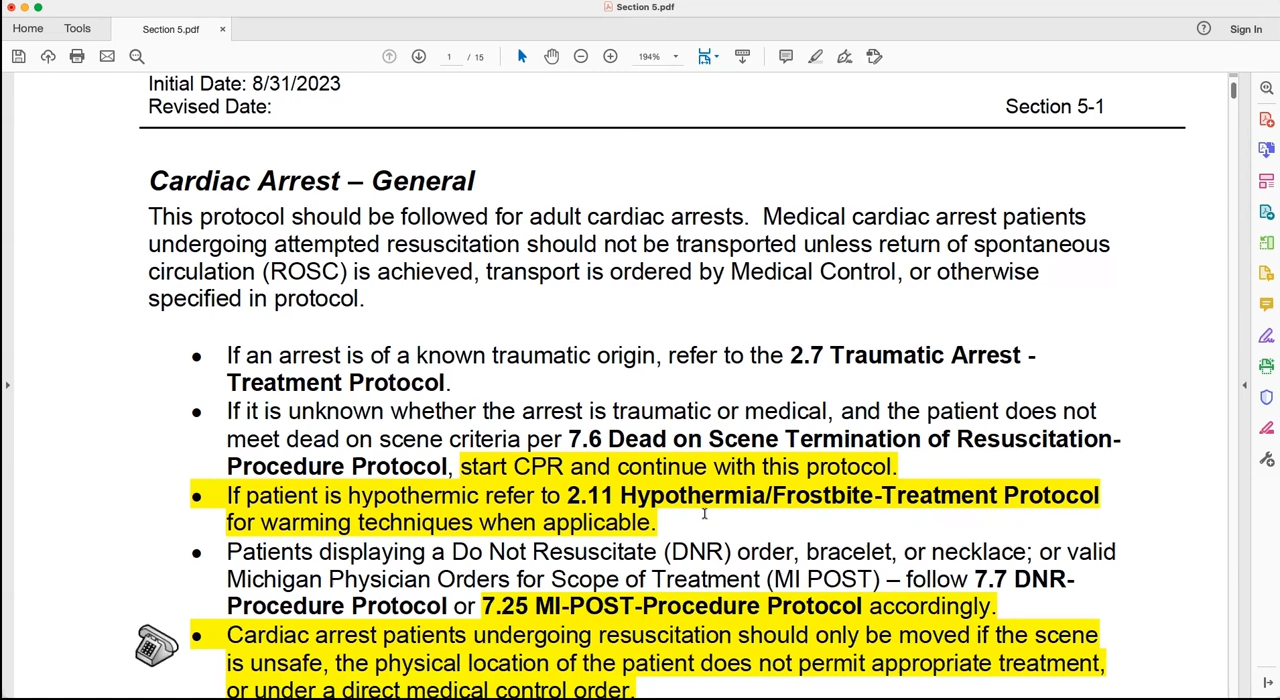 Section 5.pdf
Home Tools Section 5.pdf × ? Sign In
1 / 15 194%
Initial Date: 8/31/2023
Revised Date: Section 5-1
Cardiac Arrest – General
This protocol should be followed for adult cardiac arrests. Medical cardiac arrest patients
undergoing attempted resuscitation should not be transported unless return of spontaneous
circulation (ROSC) is achieved, transport is ordered by Medical Control, or otherwise
specified in protocol.
• If an arrest is of a known traumatic origin, refer to the 2.7 Traumatic Arrest -
Treatment Protocol.
• If it is unknown whether the arrest is traumatic or medical, and the patient does not
meet dead on scene criteria per 7.6 Dead on Scene Termination of Resuscitation-
Procedure Protocol, start CPR and continue with this protocol.
• If patient is hypothermic refer to 2.11 Hypothermia/Frostbite-Treatment Protocol
for warming techniques when applicable.
• Patients displaying a Do Not Resuscitate (DNR) order, bracelet, or necklace; or valid
Michigan Physician Orders for Scope of Treatment (MI POST) – follow 7.7 DNR-
Procedure Protocol or 7.25 MI-POST-Procedure Protocol accordingly.
• Cardiac arrest patients undergoing resuscitation should only be moved if the scene
is unsafe, the physical location of the patient does not permit appropriate treatment,
or under a direct medical control order.